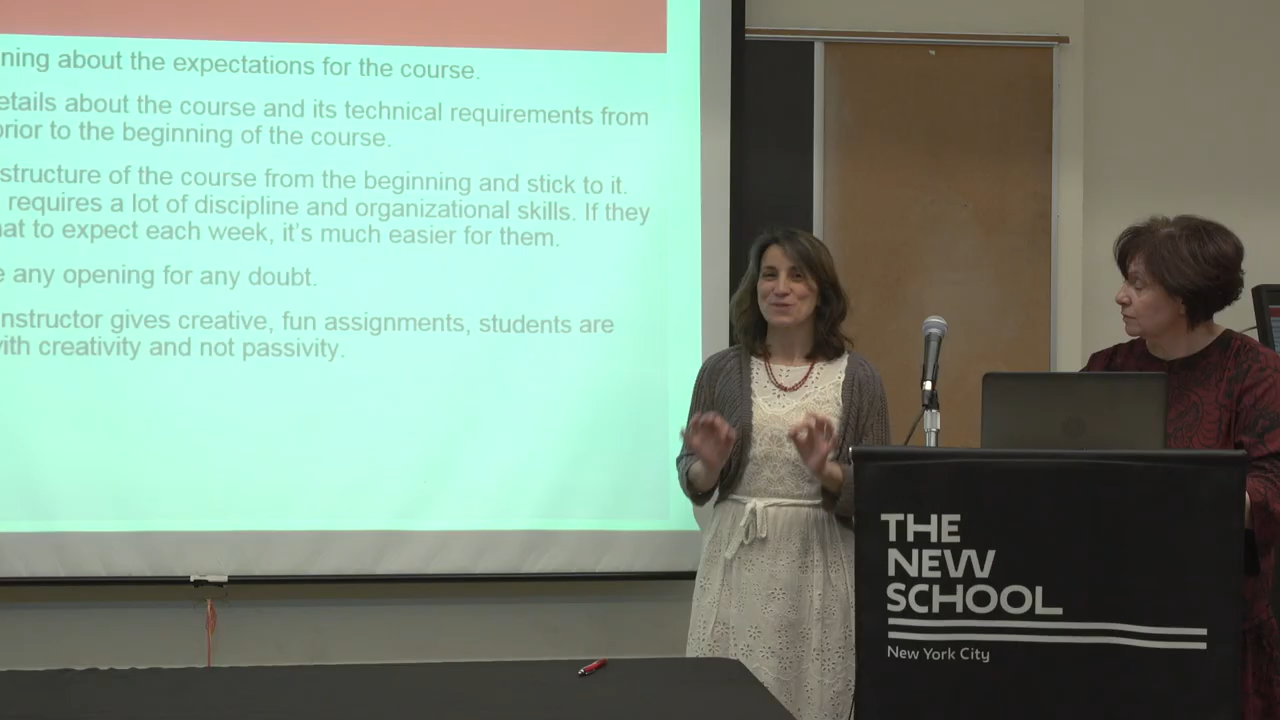 ning about the expectations for the course.
etails about the course and its technical requirements from
prior to the beginning of the course.
structure of the course from the beginning and stick to it.
requires a lot of discipline and organizational skills. If they
at to expect each week, it's much easier for them.
e any opening for any doubt.
nstructor gives creative, fun assignments, students are
ith creativity and not passivity.
THE
NEW
SCHOOL
New York City